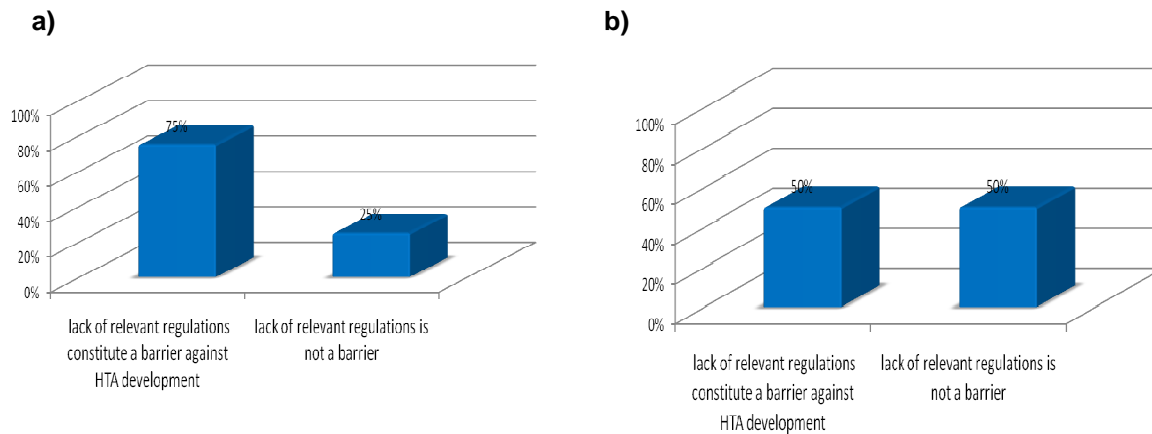 a)
100%
80%
60%
40%
20%
0%
75%
25%
lack of relevant regulations
constitute a barrier against
HTA development
lack of relevant regulations is
not a barrier
b)
100%
80%
60%
40%
20%
0%
50%
50%
lack of relevant regulations
constitute a barrier against
HTA development
lack of relevant regulations is
not a barrier